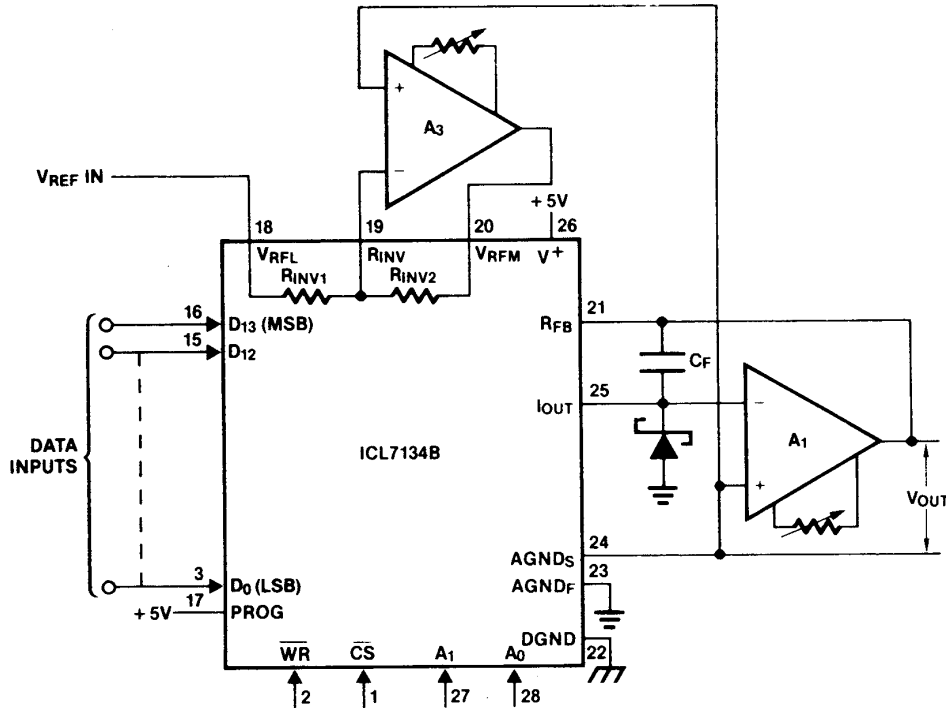 +
A3
−
VREF IN
+ 5V
18
19
20
26
VRFL
RINV
VRFM
V+
RINV1
RINV2
21
16
D13 (MSB)
RFB
15
D12
CF
25
IOUT
−
DATA
INPUTS
ICL7134B
A1
+
VOUT
24
AGNDS
3
D0 (LSB)
23
17
AGNDF
+ 5V
PROG
DGND
WR
CS
A1
A0
22
2
1
27
28